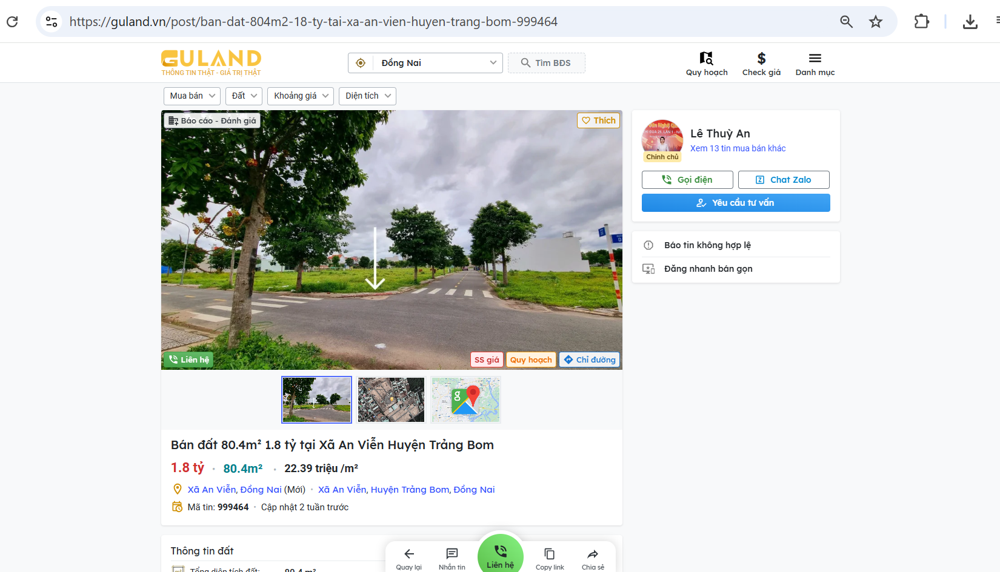 https://guland.vn/post/ban-dat-804m2-18-ty-tai-xa-an-vien-huyen-trang-bom-999464
GULAND
THÔNG TIN THẬT - GIÁ TRỊ THẬT
Đồng Nai
Tìm BĐS
Quy hoạch
Check giá
Danh mục
Mua bán
Đất
Khoảng giá
Diện tích
Báo cáo - Đánh giá
Thích
Liên hệ
SS giá
Quy hoạch
Chỉ đường
Lê Thuỳ An
Xem 13 tin mua bán khác
Chính chủ
Gọi điện
Chat Zalo
Yêu cầu tư vấn
Báo tin không hợp lệ
Đăng nhanh bán gọn
Bán đất 80.4m² 1.8 tỷ tại Xã An Viễn Huyện Trảng Bom
1.8 tỷ · 80.4m² · 22.39 triệu /m²
Xã An Viễn, Đồng Nai (Mới) · Xã An Viễn, Huyện Trảng Bom, Đồng Nai
Mã tin: 999464 · Cập nhật 2 tuần trước
Thông tin đất
Tổng diện tích đất: 80.4 m²
Quay lại
Nhắn tin
Liên hệ
Copy link
Chia sẻ